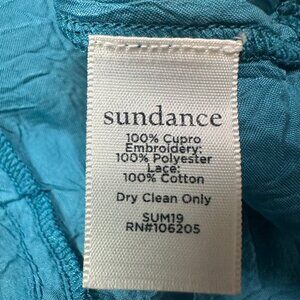 sundance
100% Cupro
Embroidery:
100% Polyester
Lace:
100% Cotton
Dry Clean Only
SUM19
RN#106205